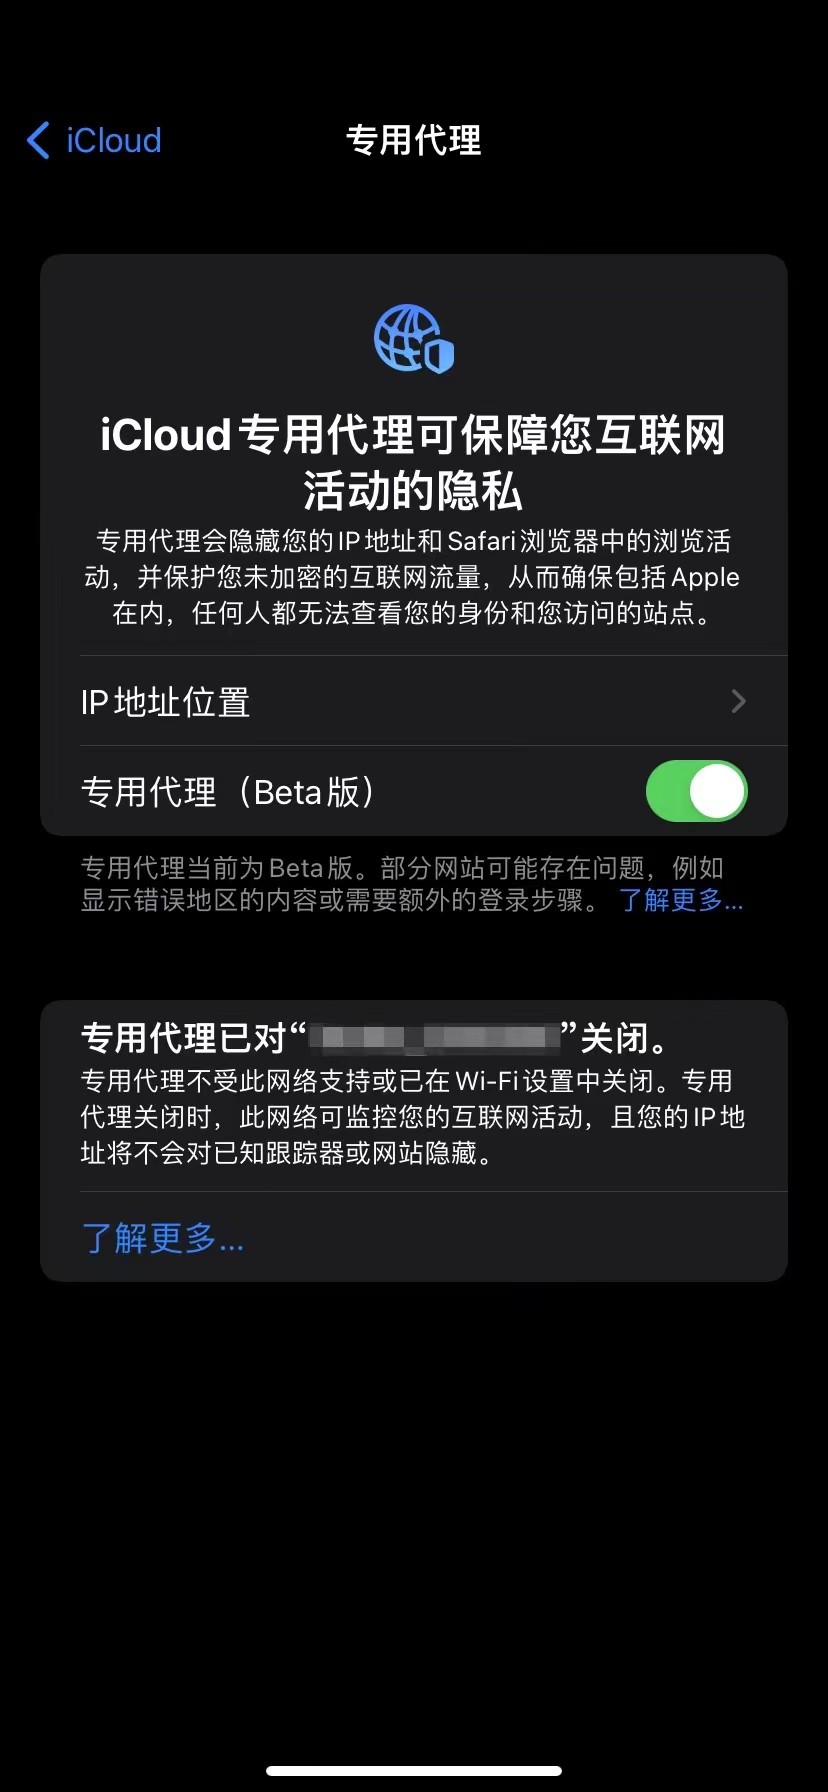 iCloud
专用代理
iCloud专用代理可保障您互联网
活动的隐私
专用代理会隐藏您的IP地址和Safari浏览器中的浏览活
动，并保护您未加密的互联网流量，从而确保包括Apple
在内，任何人都无法查看您的身份和您访问的站点。
IP地址位置
专用代理（Beta版）
专用代理当前为Beta版。部分网站可能存在问题，例如
显示错误地区的内容或需要额外的登录步骤。 了解更多...
专用代理已对“”关闭。
专用代理不受此网络支持或已在Wi-Fi设置中关闭。专用
代理关闭时，此网络可监控您的互联网活动，且您的IP地
址将不会对已知跟踪器或网站隐藏。
了解更多...